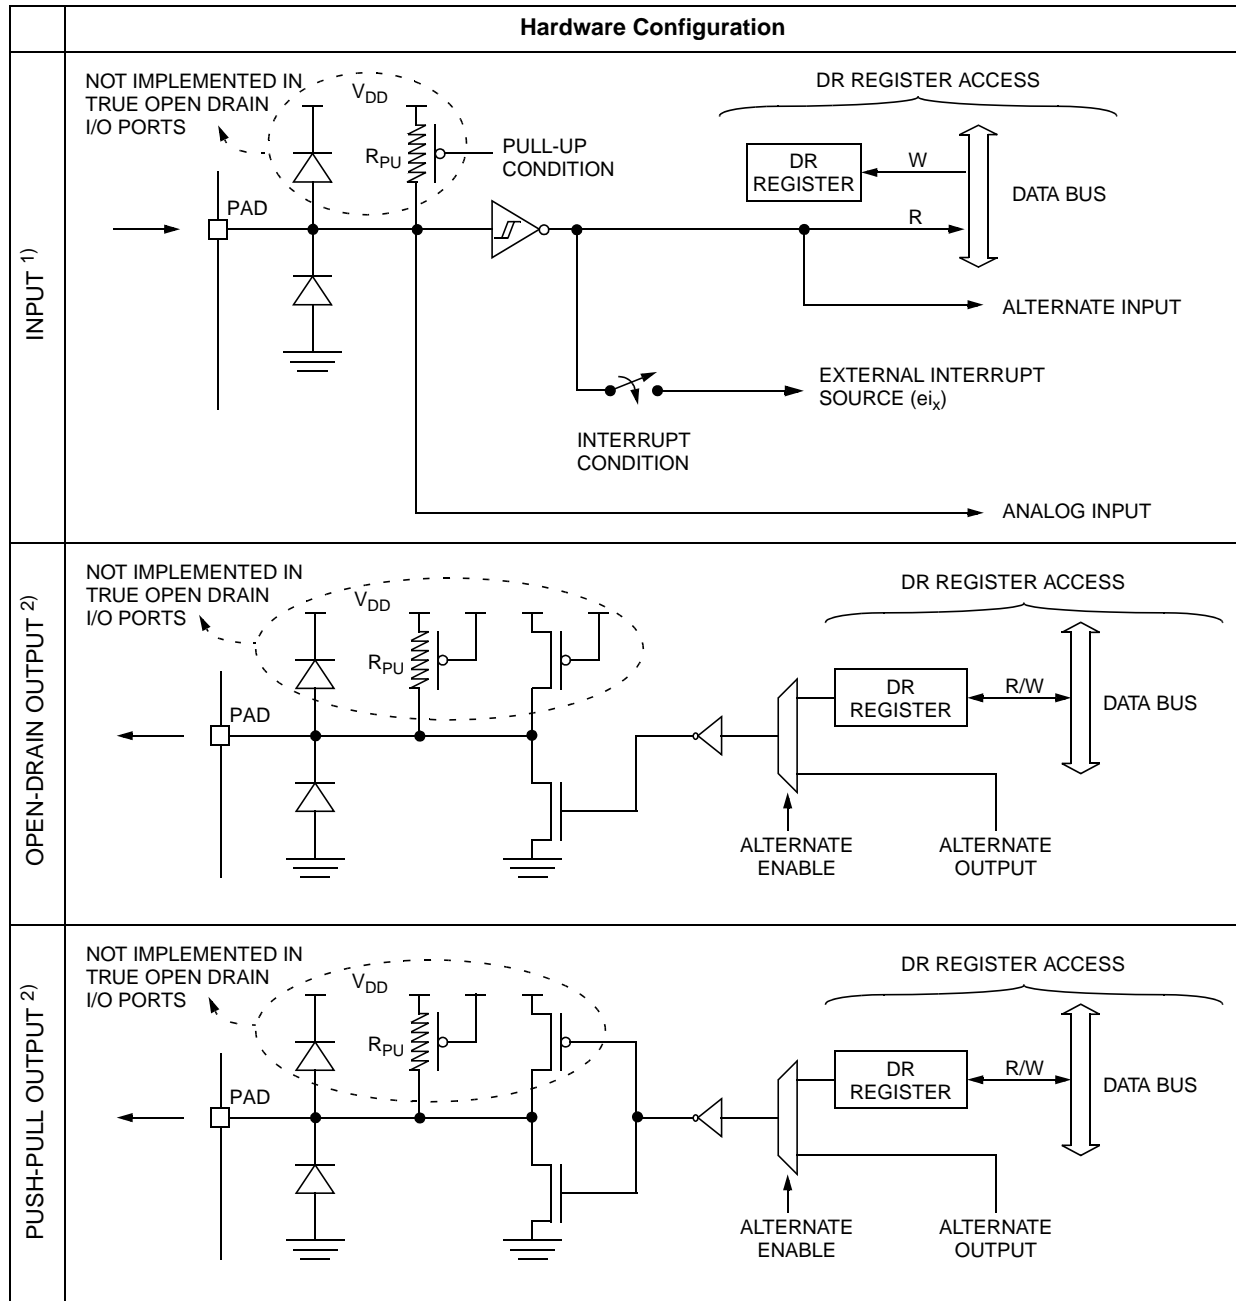 Hardware Configuration
INPUT 1)
NOT IMPLEMENTED IN
TRUE OPEN DRAIN
I/O PORTS
VDD
RPU
PULL-UP
CONDITION
PAD
DR REGISTER ACCESS
DR
REGISTER
W
R
DATA BUS
ALTERNATE INPUT
EXTERNAL INTERRUPT
SOURCE (eix)
INTERRUPT
CONDITION
ANALOG INPUT
OPEN-DRAIN OUTPUT 2)
NOT IMPLEMENTED IN
TRUE OPEN DRAIN
I/O PORTS
VDD
RPU
PAD
DR REGISTER ACCESS
DR
REGISTER
R/W
DATA BUS
ALTERNATE
ENABLE
ALTERNATE
OUTPUT
PUSH-PULL OUTPUT 2)
NOT IMPLEMENTED IN
TRUE OPEN DRAIN
I/O PORTS
VDD
RPU
PAD
DR REGISTER ACCESS
DR
REGISTER
R/W
DATA BUS
ALTERNATE
ENABLE
ALTERNATE
OUTPUT